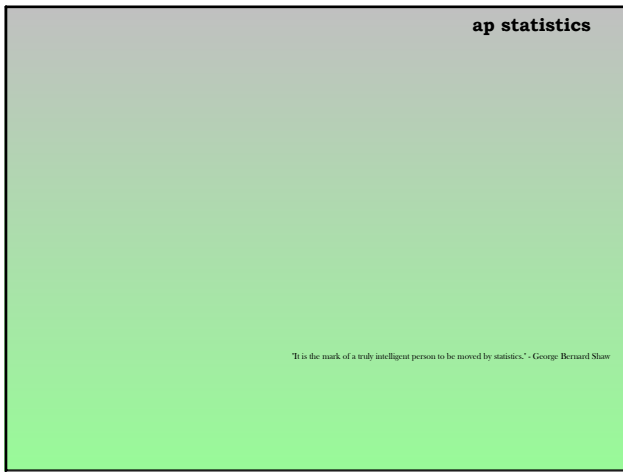 ap statistics
"It is the mark of a truly intelligent person to be moved by statistics." - George Bernard Shaw